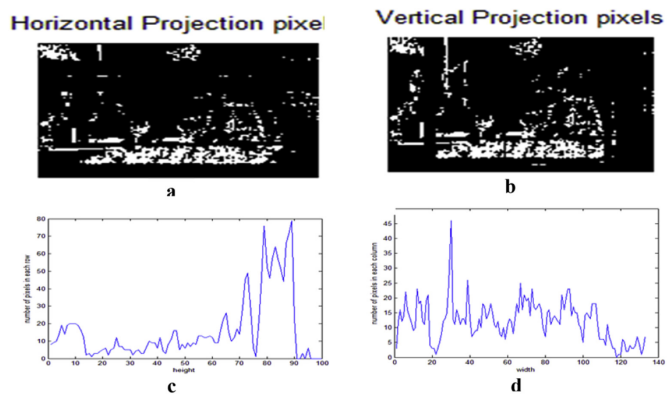 Horizontal Projection pixe
Vertical Projection pixels
a
b
number of pixels in each row
80
70
60
50
40
30
20
10
0
0 10 20 30 40 50 60 70 80 90 100
height
c
number of pixels in each column
45
40
35
30
25
20
15
10
5
0
0 20 40 60 80 100 120 140
width
d